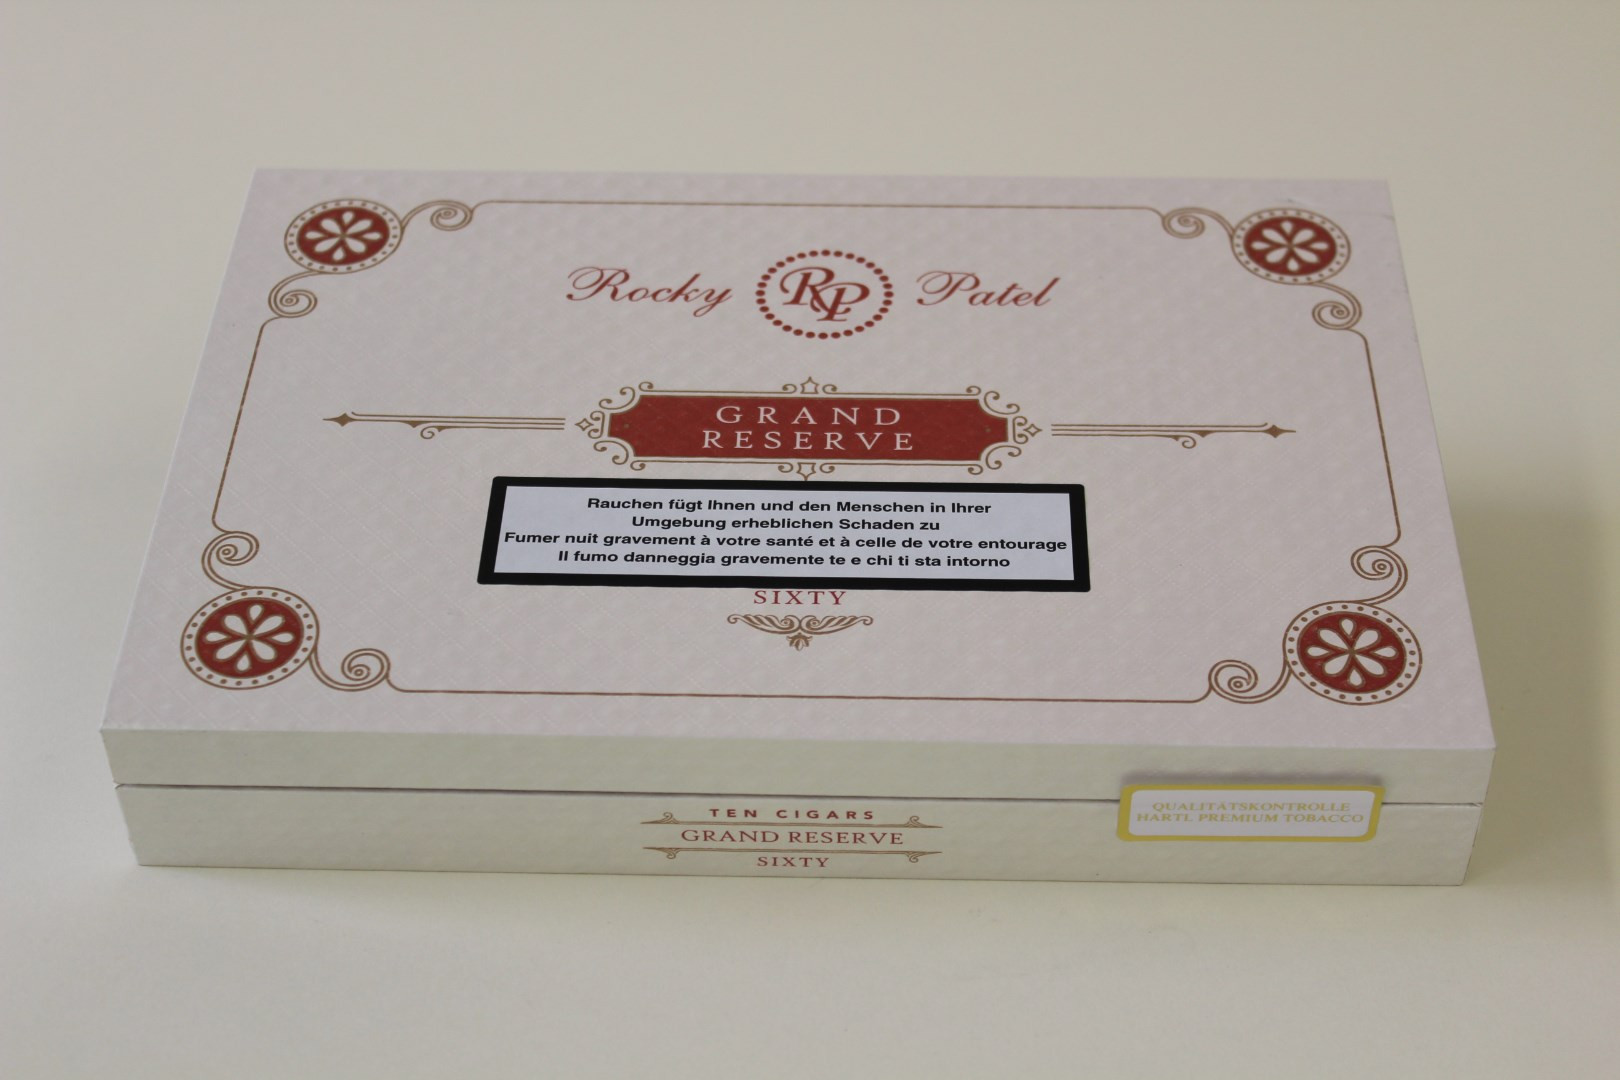 Rocky RP Patel
GRAND
RESERVE
Rauchen fügt Ihnen und den Menschen in Ihrer
Umgebung erheblichen Schaden zu
Fumer nuit gravement à votre santé et à celle de votre entourage
Il fumo danneggia gravemente te e chi ti sta intorno
SIXTY
TEN CIGARS
GRAND RESERVE
SIXTY
QUALITÄTSKONTROLLE
HARTL PREMIUM TOBACCO